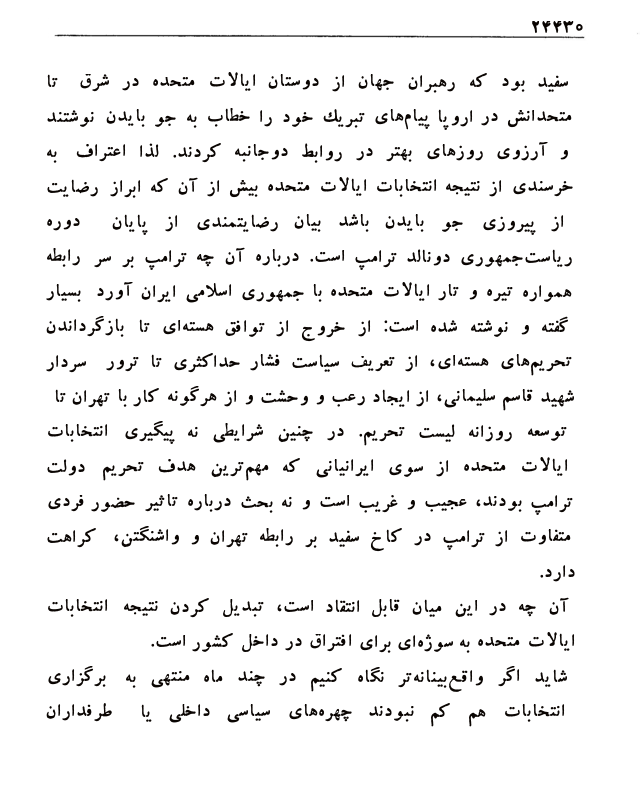 ۲۴۴۳۰
سفید بود که رهبران جهان از دوستان ایالات متحده در شرق تا
متحدانش در اروپا پیام‌های تبریك خود را خطاب به جو بایدن نوشتند
و آرزوی روزهای بهتر در روابط دوجانبه کردند. لذا اعتراف به
خرسندی از نتیجه انتخابات ایالات متحده بیش از آن که ابراز رضایت
از پیروزی جو بایدن باشد بیان رضایتمندی از پایان دوره
ریاست‌جمهوری دونالد ترامپ است. درباره آن چه ترامپ بر سر رابطه
همواره تیره و تار ایالات متحده با جمهوری اسلامی ایران آورد بسیار
گفته و نوشته شده است: از خروج از توافق هسته‌ای تا بازگرداندن
تحریم‌های هسته‌ای، از تعریف سیاست فشار حداکثری تا ترور سردار
شهید قاسم سلیمانی، از ایجاد رعب و وحشت و از هرگونه کار با تهران تا
توسعه روزانه لیست تحریم. در چنین شرایطی نه پیگیری انتخابات
ایالات متحده از سوی ایرانیانی که مهم‌ترین هدف تحریم دولت
ترامپ بودند، عجیب و غریب است و نه بحث درباره تاثیر حضور فردی
متفاوت از ترامپ در کاخ سفید بر رابطه تهران و واشنگتن، کراهت
دارد.
آن چه در این میان قابل انتقاد است، تبدیل کردن نتیجه انتخابات
ایالات متحده به سوژه‌ای برای افتراق در داخل کشور است.
شاید اگر واقع‌بینانه‌تر نگاه کنیم در چند ماه منتهی به برگزاری
انتخابات هم کم نبودند چهره‌های سیاسی داخلی یا طرفداران